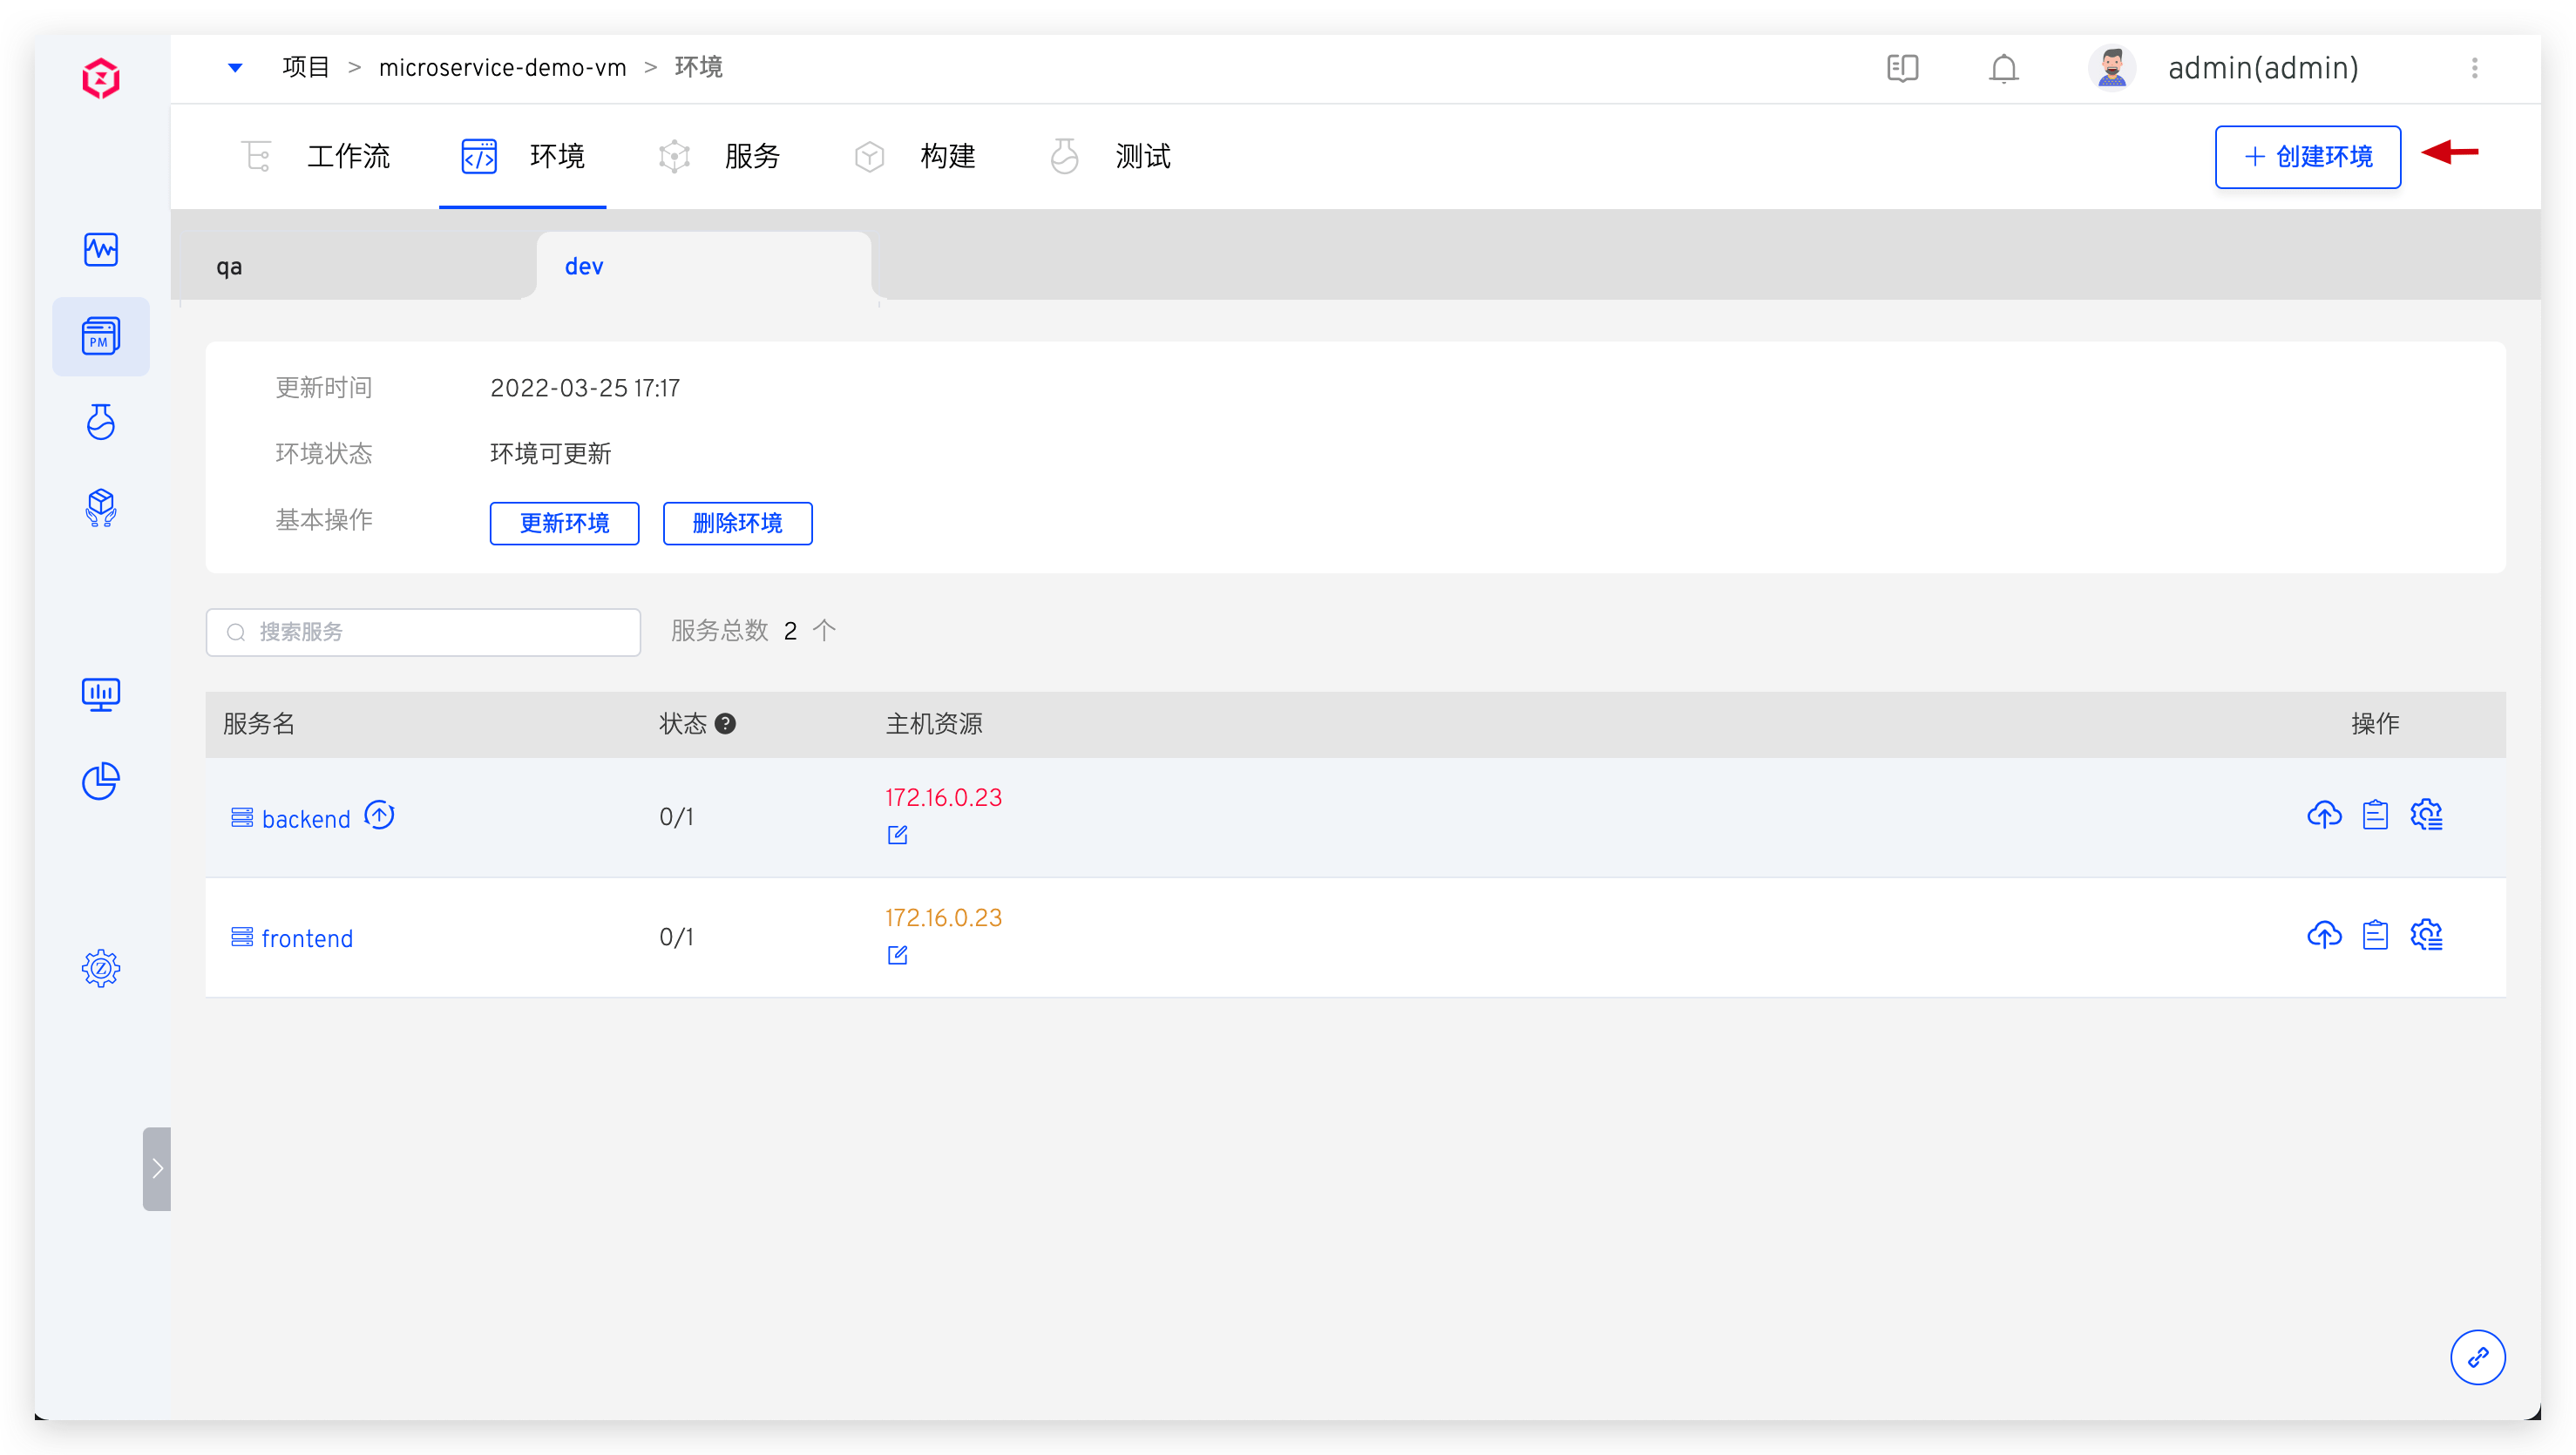 项目 > microservice-demo-vm > 环境
admin(admin)
工作流
环境
服务
构建
测试
+ 创建环境
qa
dev
PM
更新时间 2022-03-25 17:17
环境状态 环境可更新
基本操作 更新环境 删除环境
搜索服务
服务总数 2 个
服务名 状态 主机资源 操作
backend 0/1 172.16.0.23
frontend 0/1 172.16.0.23